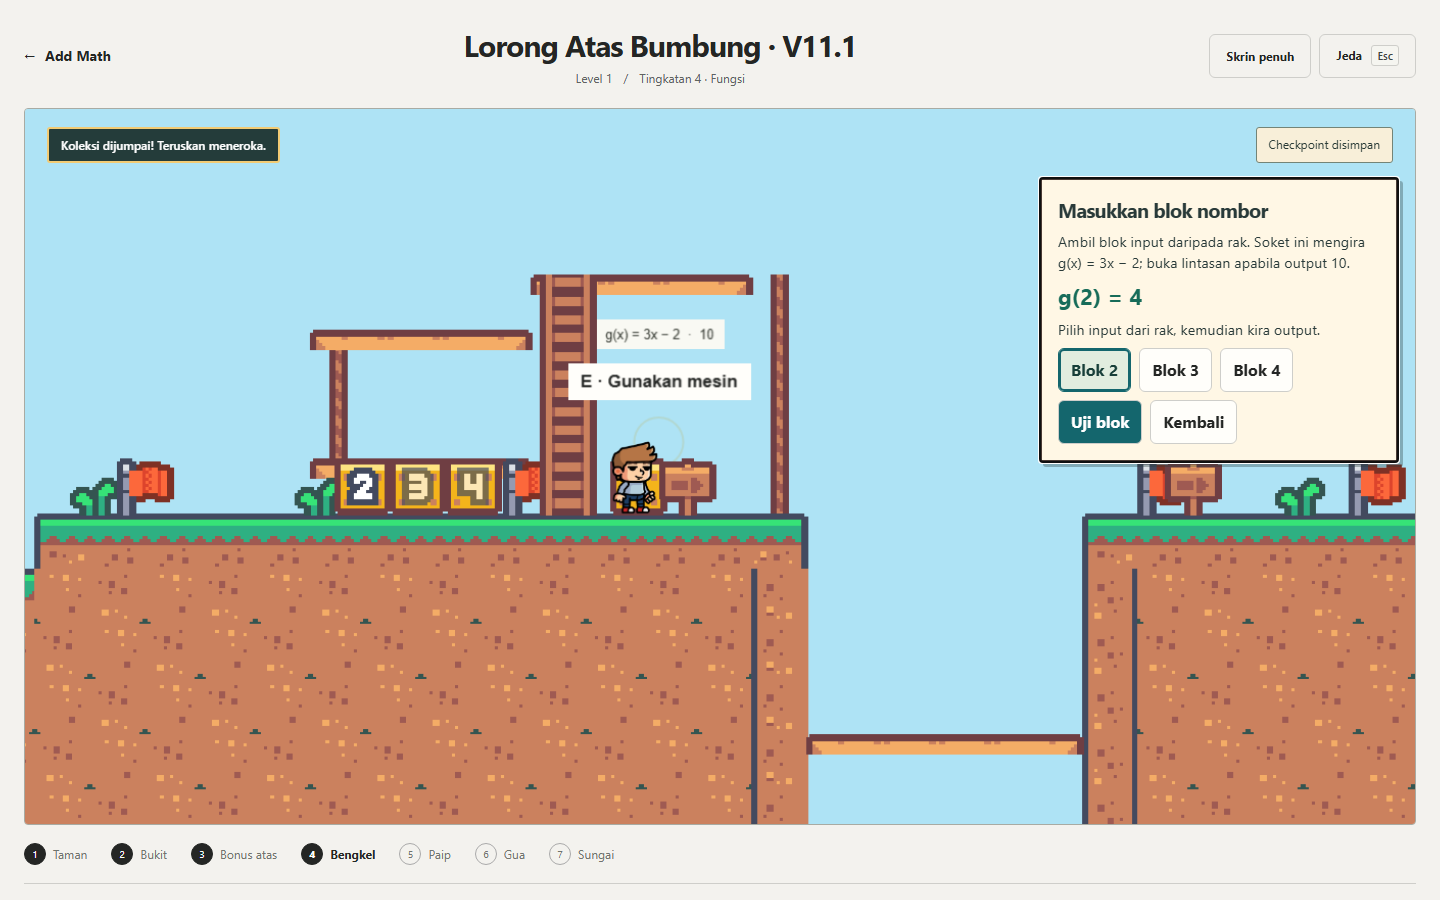 ← Add Math
Lorong Atas Bumbung · V11.1
Level 1 / Tingkatan 4 · Fungsi
Skrin penuh
Jeda Esc
Koleksi dijumpai! Teruskan meneroka.
Checkpoint disimpan
Masukkan blok nombor
Ambil blok input daripada rak. Soket ini mengira
g(x) = 3x − 2; buka lintasan apabila output 10.
g(2) = 4
Pilih input dari rak, kemudian kira output.
Blok 2 Blok 3 Blok 4
Uji blok Kembali
g(x) = 3x − 2 · 10
E · Gunakan mesin
2 3 4
1 Taman 2 Bukit 3 Bonus atas 4 Bengkel 5 Paip 6 Gua 7 Sungai